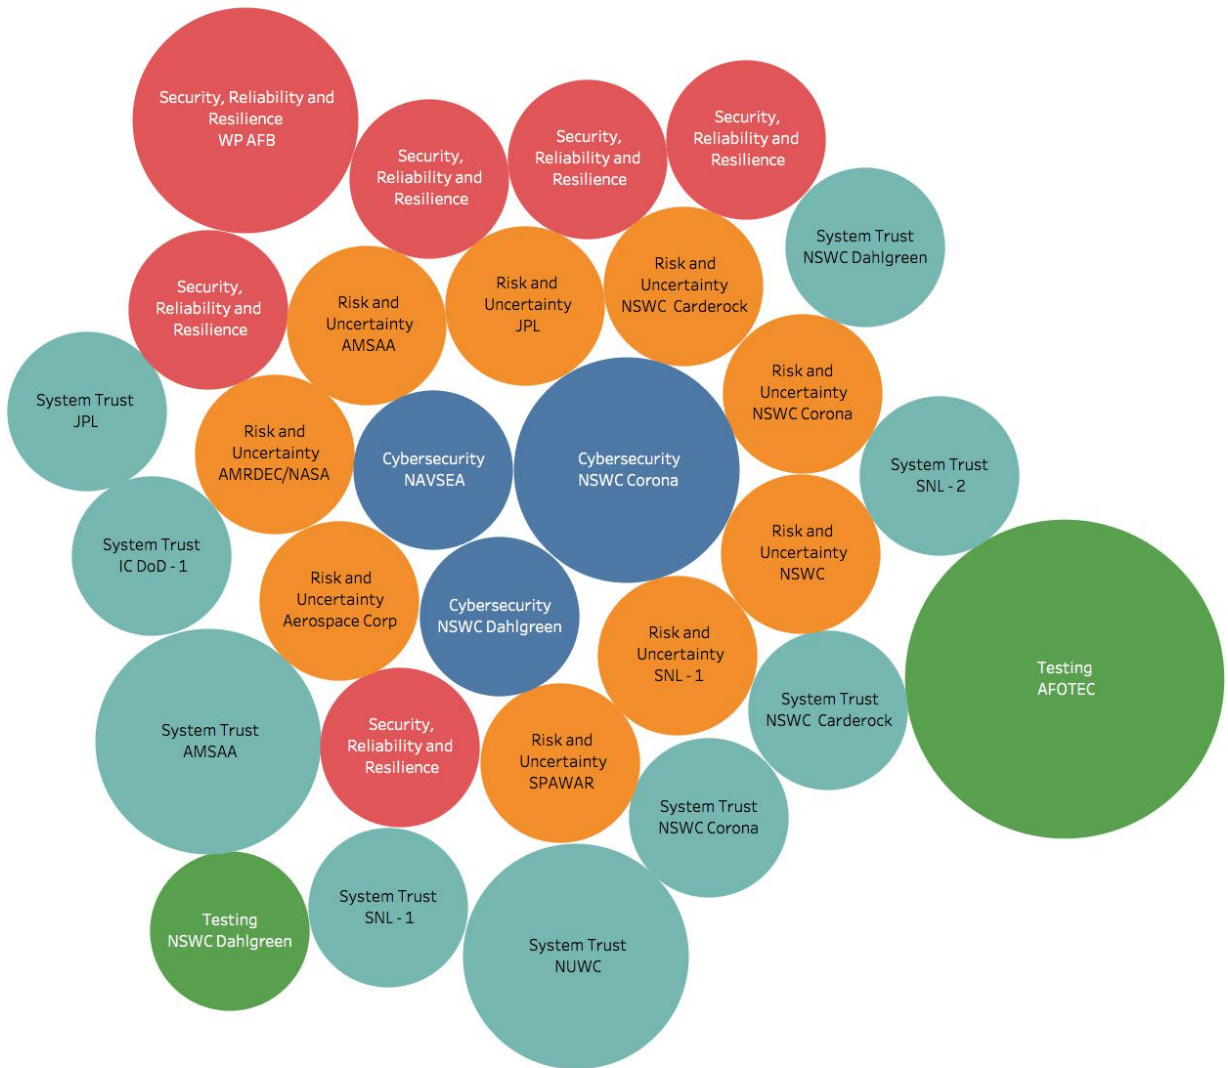 Security, Reliability and
Resilience
WP AFB
Security,
Reliability and
Resilience
Security,
Reliability and
Resilience
Security,
Reliability and
Resilience
System Trust
NSWC Dahlgreen
Security,
Reliability and
Resilience
Risk and
Uncertainty
AMSAA
Risk and
Uncertainty
JPL
Risk and
Uncertainty
NSWC Carderock
System Trust
JPL
Risk and
Uncertainty
AMRDEC/NASA
Cybersecurity
NAVSEA
Cybersecurity
NSWC Corona
Risk and
Uncertainty
NSWC Corona
System Trust
SNL - 2
System Trust
IC DoD - 1
Risk and
Uncertainty
Aerospace Corp
Cybersecurity
NSWC Dahlgreen
Risk and
Uncertainty
NSWC
Risk and
Uncertainty
SNL - 1
Testing
AFOTEC
System Trust
AMSAA
Security,
Reliability and
Resilience
Risk and
Uncertainty
SPAWAR
System Trust
NSWC Carderock
System Trust
NSWC Corona
Testing
NSWC Dahlgreen
System Trust
SNL - 1
System Trust
NUWC